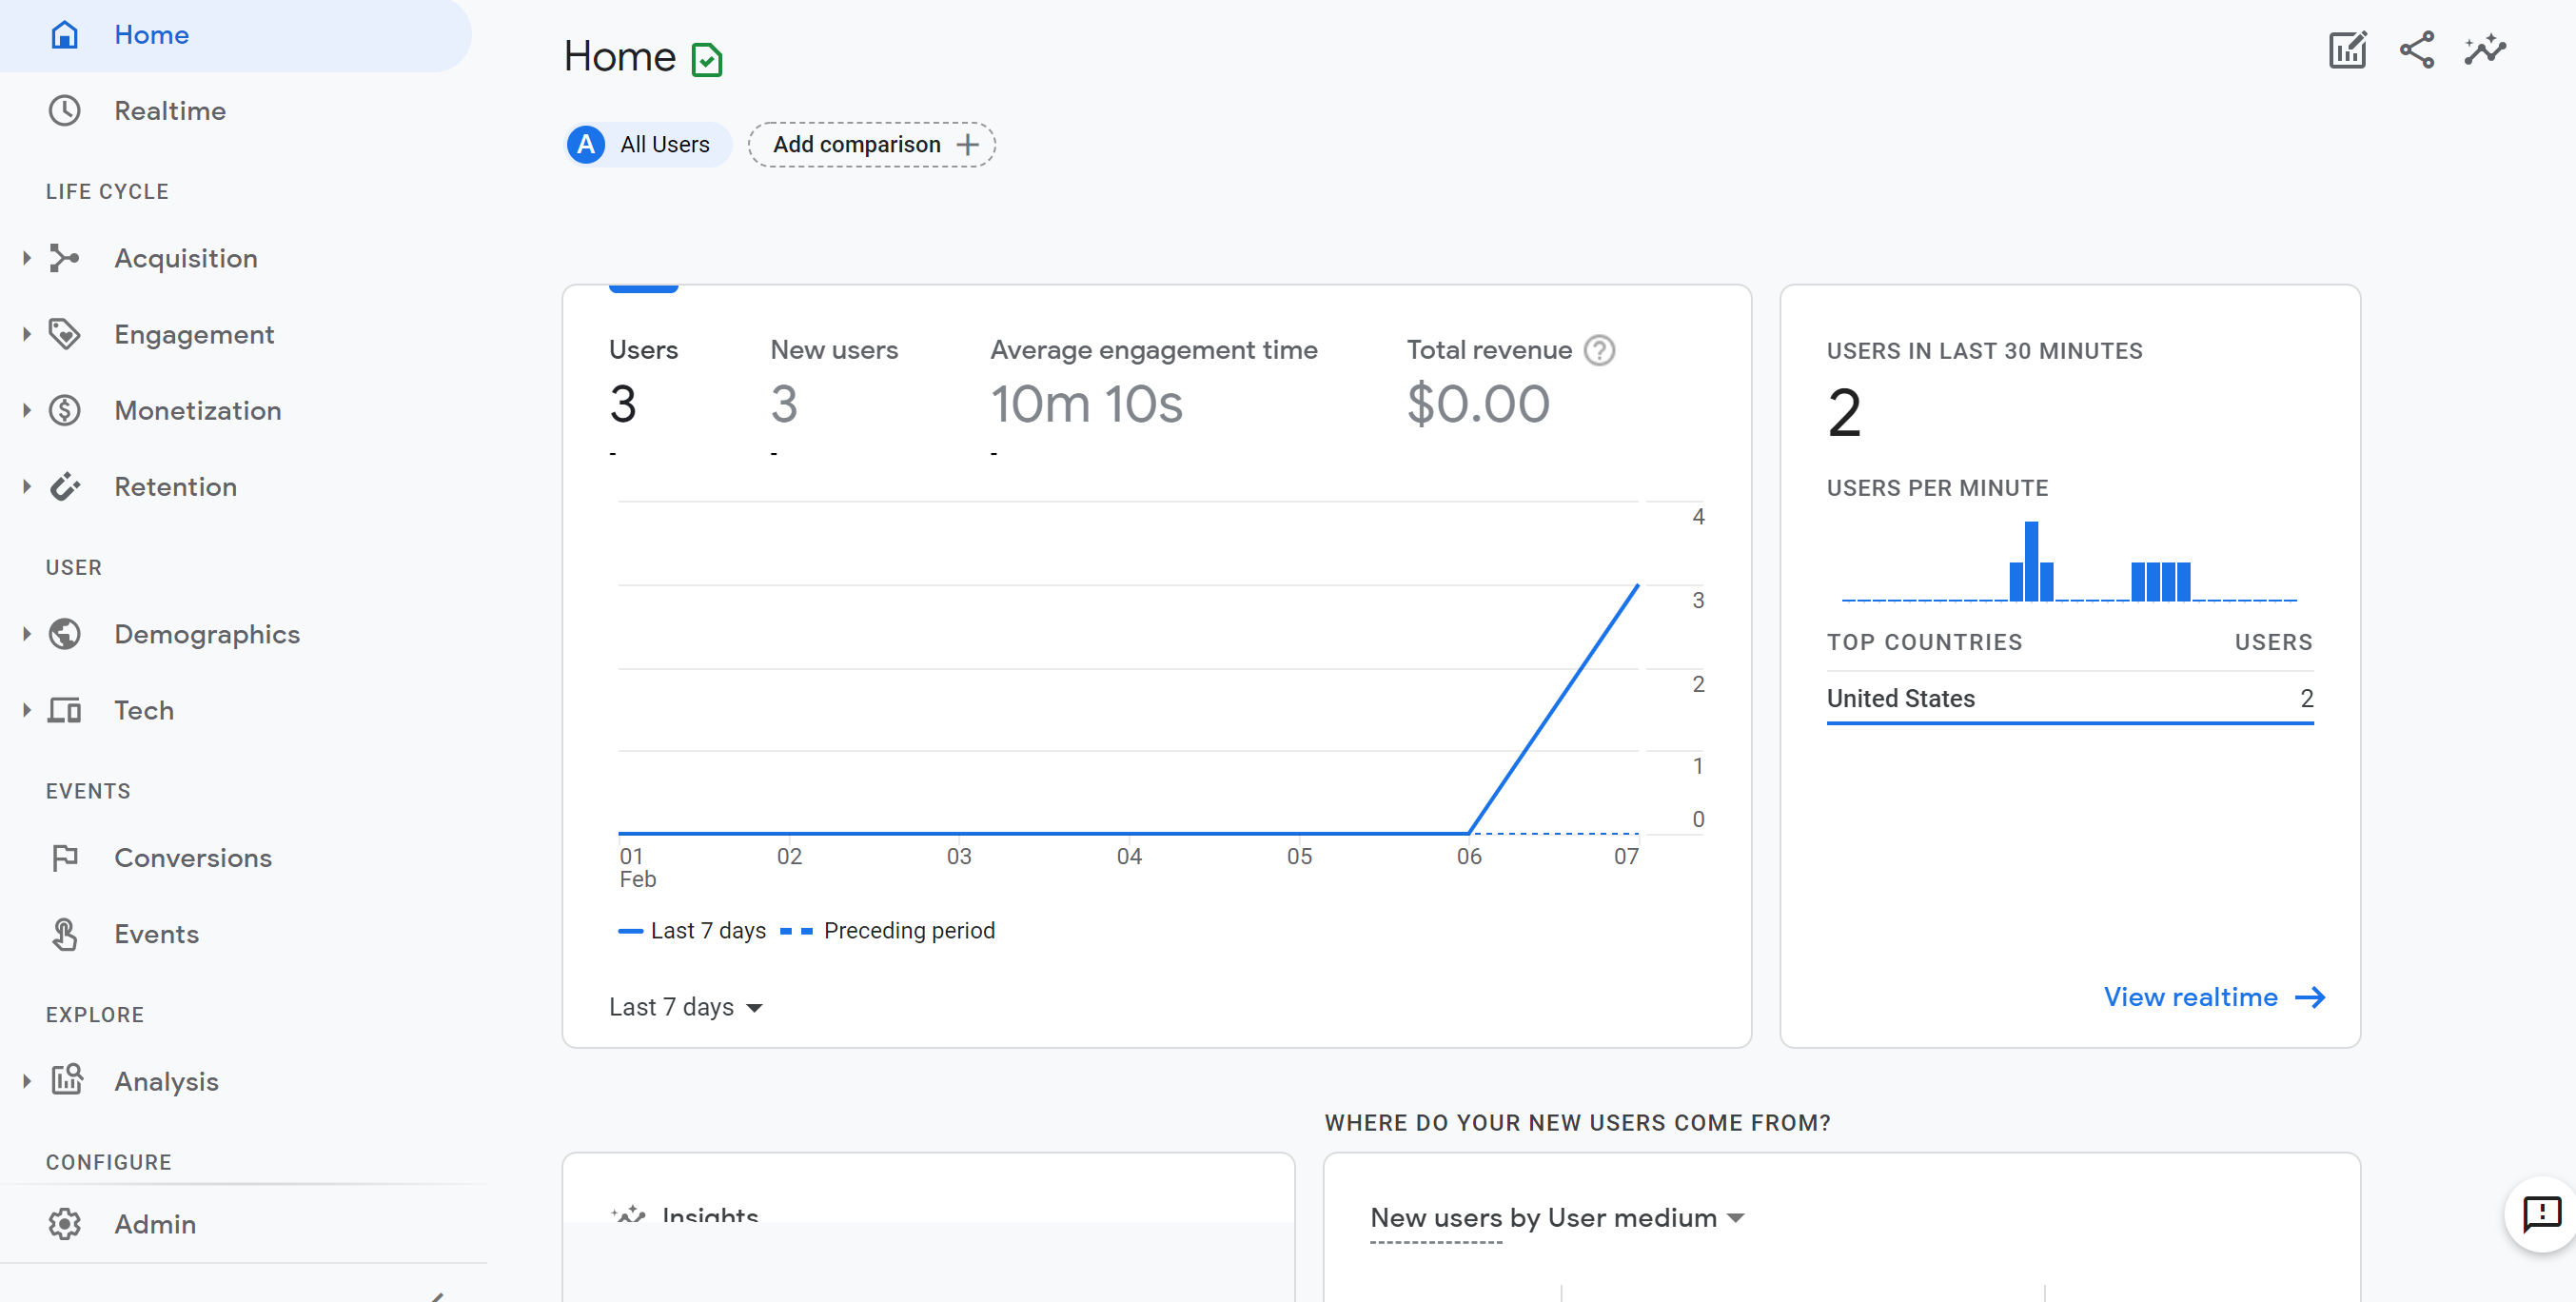 Home
Realtime
LIFE CYCLE
Acquisition
Engagement
Monetization
Retention
USER
Demographics
Tech
EVENTS
Conversions
Events
EXPLORE
Analysis
CONFIGURE
Admin
Home
A All Users Add comparison
Users New users Average engagement time Total revenue ?
3 3 10m 10s $0.00
- - -
4
3
2
1
0
01 02 03 04 05 06 07
Feb
Last 7 days Preceding period
Last 7 days
USERS IN LAST 30 MINUTES
2
USERS PER MINUTE
TOP COUNTRIES USERS
United States 2
View realtime
Insights
WHERE DO YOUR NEW USERS COME FROM?
New users by User medium